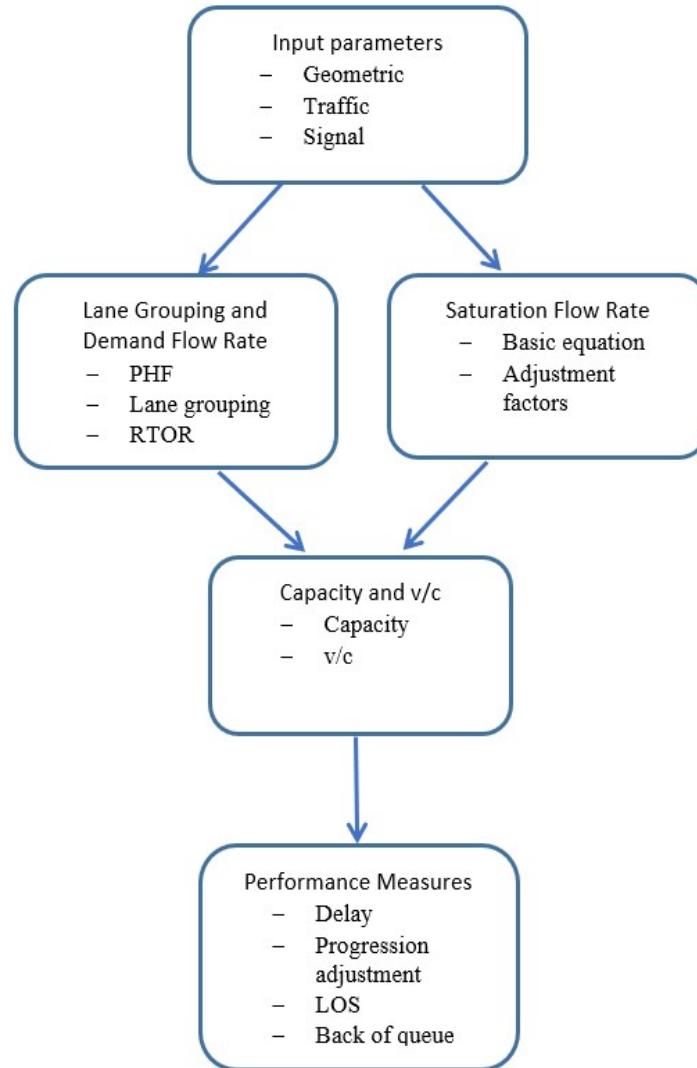 Input parameters
– Geometric
– Traffic
– Signal
Lane Grouping and
Demand Flow Rate
– PHF
– Lane grouping
– RTOR
Saturation Flow Rate
– Basic equation
– Adjustment
factors
Capacity and v/c
– Capacity
– v/c
Performance Measures
– Delay
– Progression
adjustment
– LOS
– Back of queue